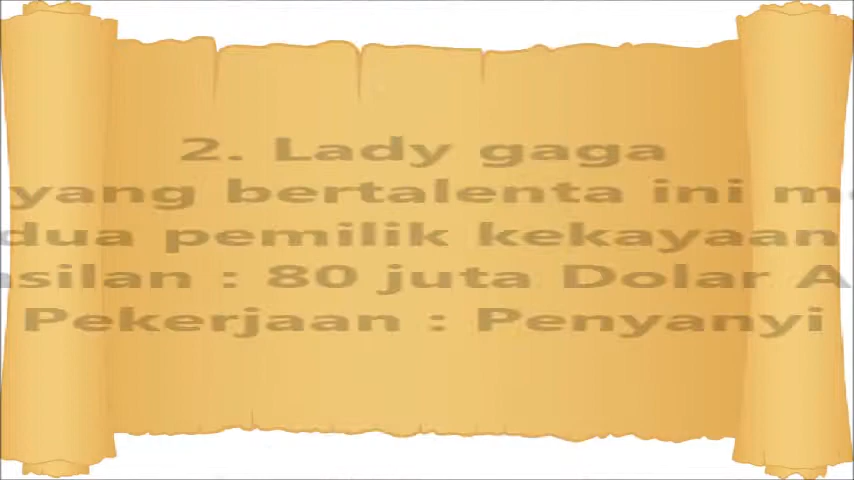 2. Lady gaga
yang bertalenta ini
dua pemilik kekayaan
: 80 juta Dolar
Pekerjaan : Penyanyi